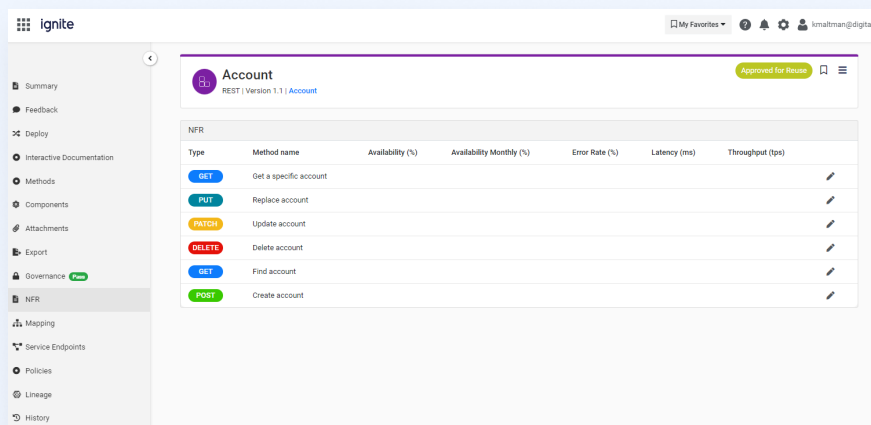 ignite
My Favorites
kmaltman@digita
Summary
Feedback
Deploy
Interactive Documentation
Methods
Components
Attachments
Export
Governance Pass
NFR
Mapping
Service Endpoints
Policies
Lineage
History
Account
REST | Version 1.1 | Account
Approved for Reuse
NFR
Type Method name Availability (%) Availability Monthly (%) Error Rate (%) Latency (ms) Throughput (tps)
GET Get a specific account
PUT Replace account
PATCH Update account
DELETE Delete account
GET Find account
POST Create account